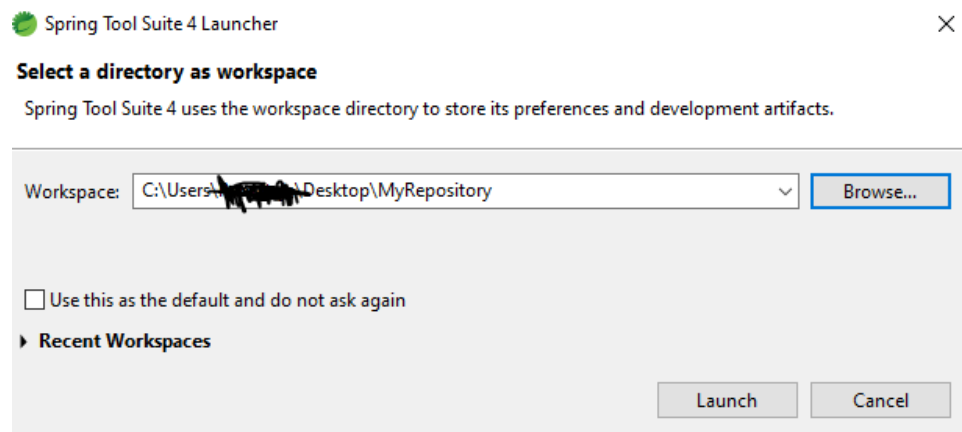 Spring Tool Suite 4 Launcher
Select a directory as workspace
Spring Tool Suite 4 uses the workspace directory to store its preferences and development artifacts.
Workspace: C:\Users\ \Desktop\MyRepository Browse...
Use this as the default and do not ask again
Recent Workspaces
Launch Cancel